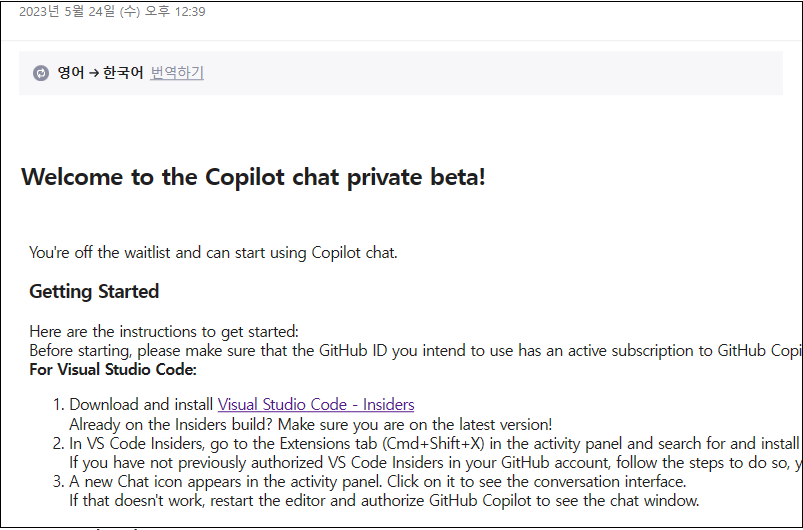 2023년 5월 24일 (수) 오후 12:39
영어 → 한국어 번역하기
Welcome to the Copilot chat private beta!
You're off the waitlist and can start using Copilot chat.
Getting Started
Here are the instructions to get started:
Before starting, please make sure that the GitHub ID you intend to use has an active subscription to GitHub Copi
For Visual Studio Code:
1. Download and install Visual Studio Code - Insiders
Already on the Insiders build? Make sure you are on the latest version!
2. In VS Code Insiders, go to the Extensions tab (Cmd+Shift+X) in the activity panel and search for and install
If you have not previously authorized VS Code Insiders in your GitHub account, follow the steps to do so, y
3. A new Chat icon appears in the activity panel. Click on it to see the conversation interface.
If that doesn't work, restart the editor and authorize GitHub Copilot to see the chat window.